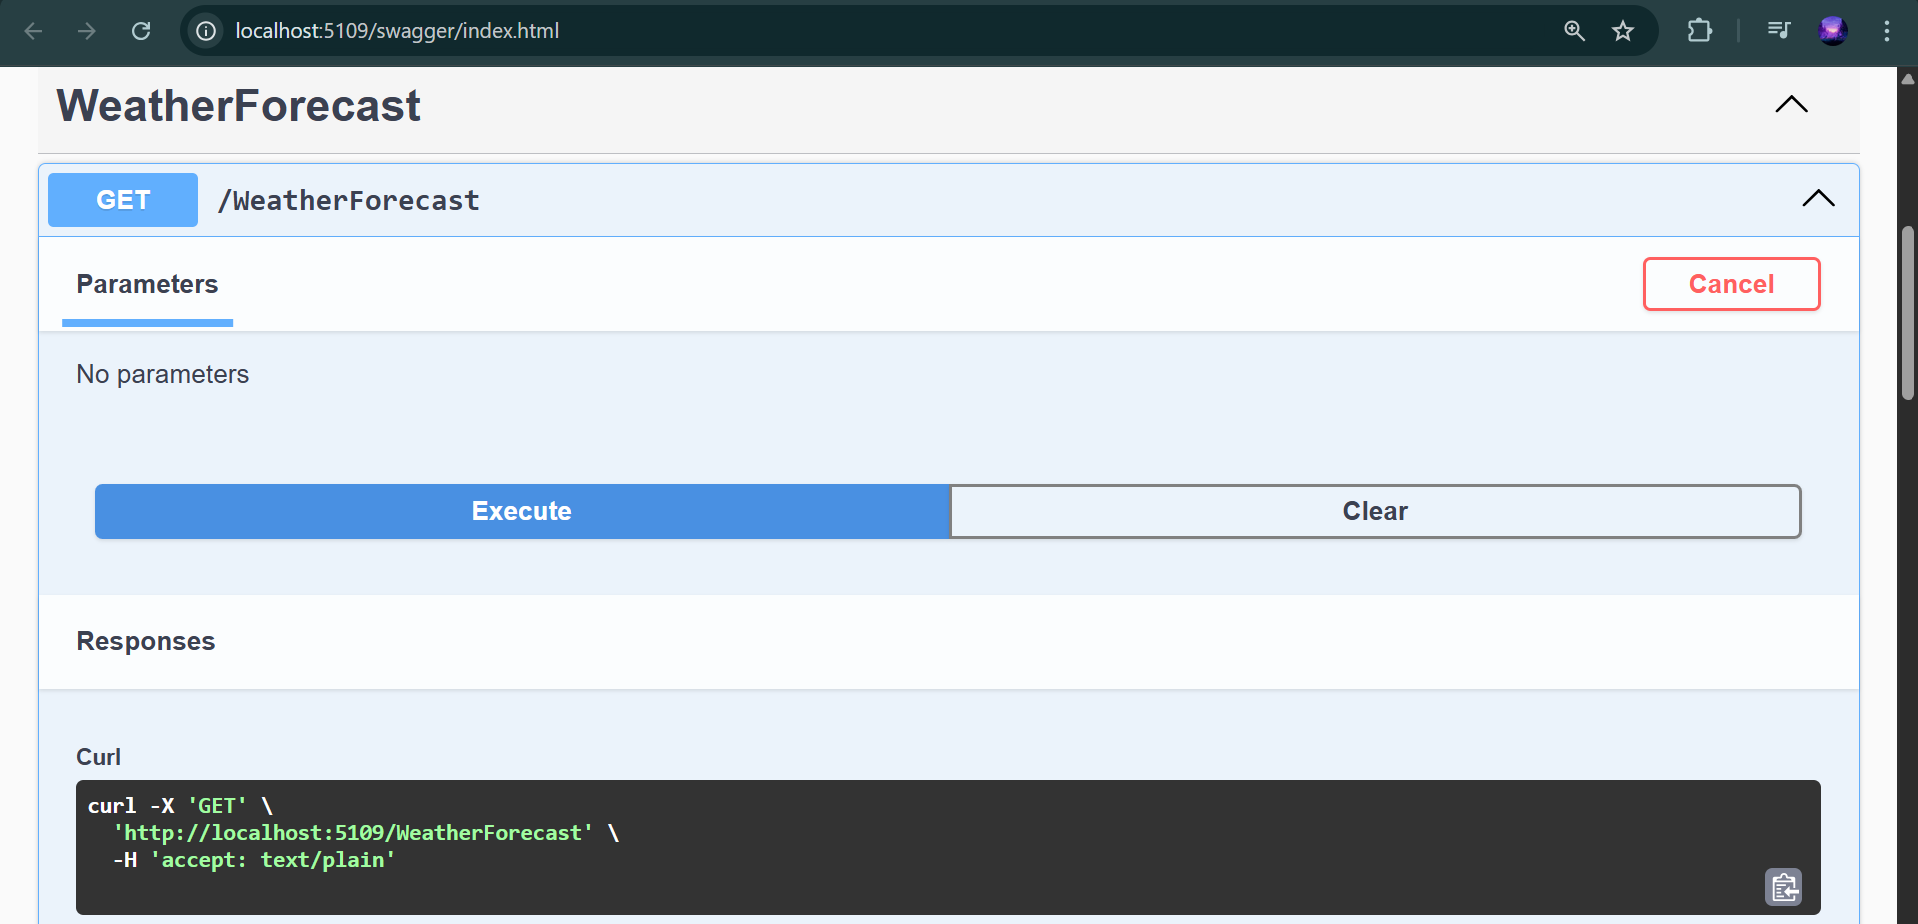 localhost:5109/swagger/index.html
WeatherForecast
GET /WeatherForecast
Parameters Cancel
No parameters
Execute Clear
Responses
Curl
curl -X 'GET' \
  'http://localhost:5109/WeatherForecast' \
  -H 'accept: text/plain'